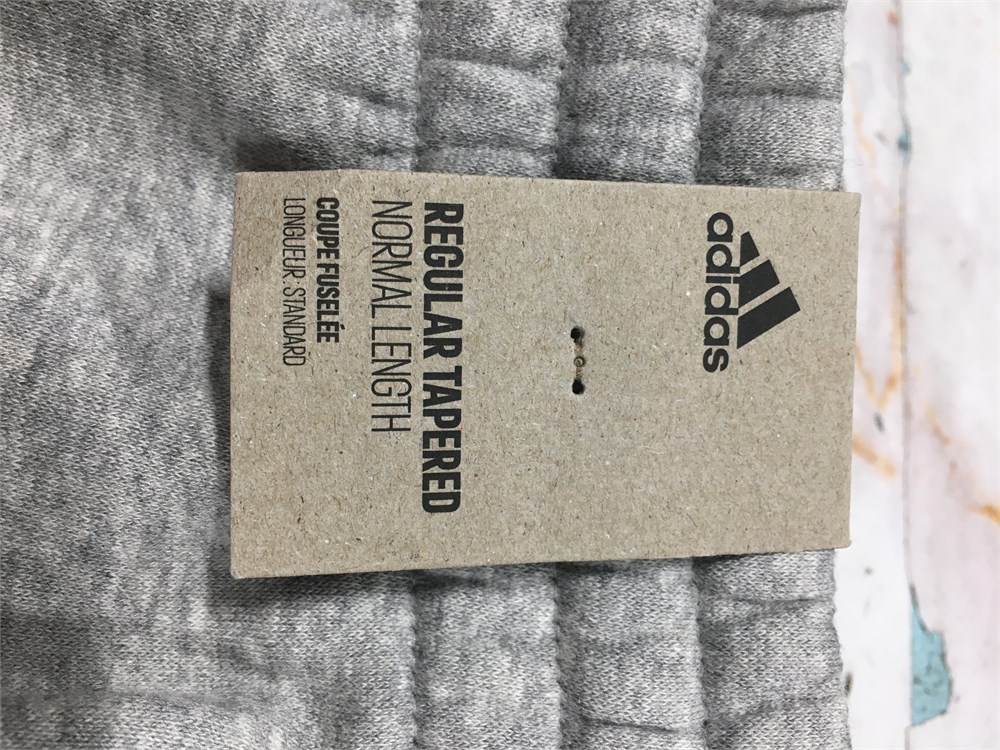 adidas
REGULAR TAPERED
NORMAL LENGTH
COUPE FUSELÉE
LONGUEUR : STANDARD